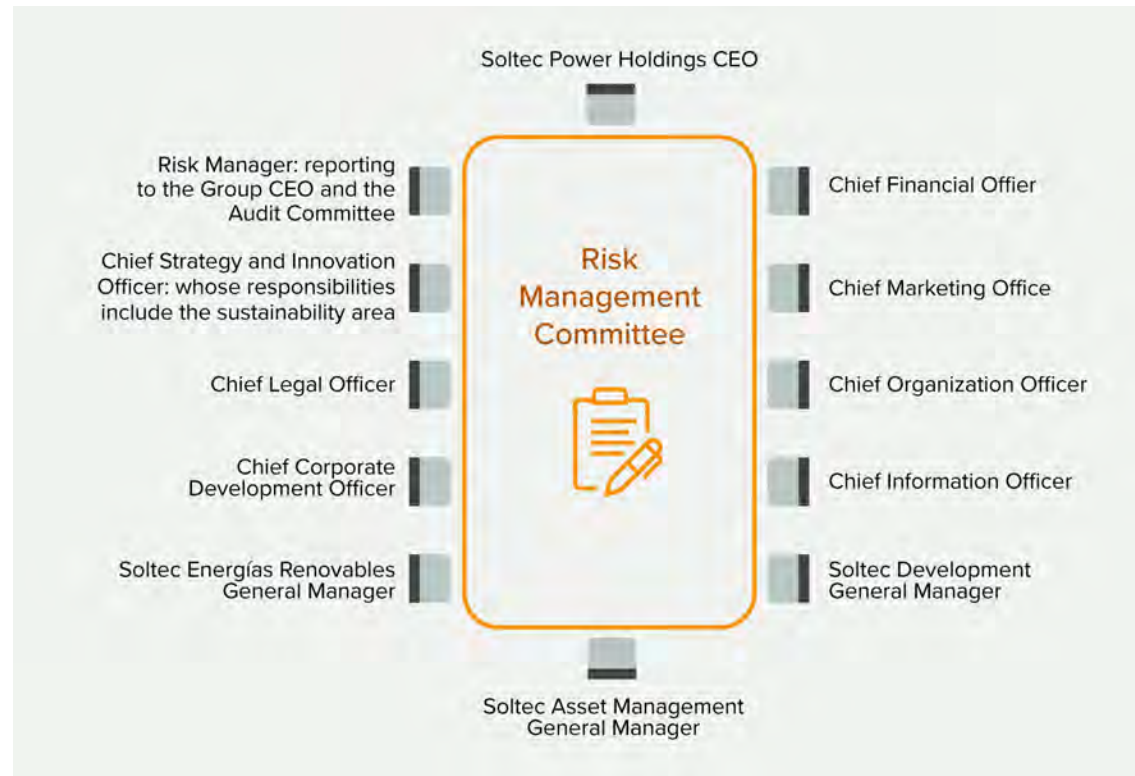 Soltec Power Holdings CEO
Risk Manager: reporting
to the Group CEO and the
Audit Committee
Chief Strategy and Innovation
Officer: whose responsibilities
include the sustainability area
Chief Legal Officer
Chief Corporate
Development Officer
Soltec Energías Renovables
General Manager
Risk
Management
Committee
Chief Financial Offier
Chief Marketing Office
Chief Organization Officer
Chief Information Officer
Soltec Development
General Manager
Soltec Asset Management
General Manager